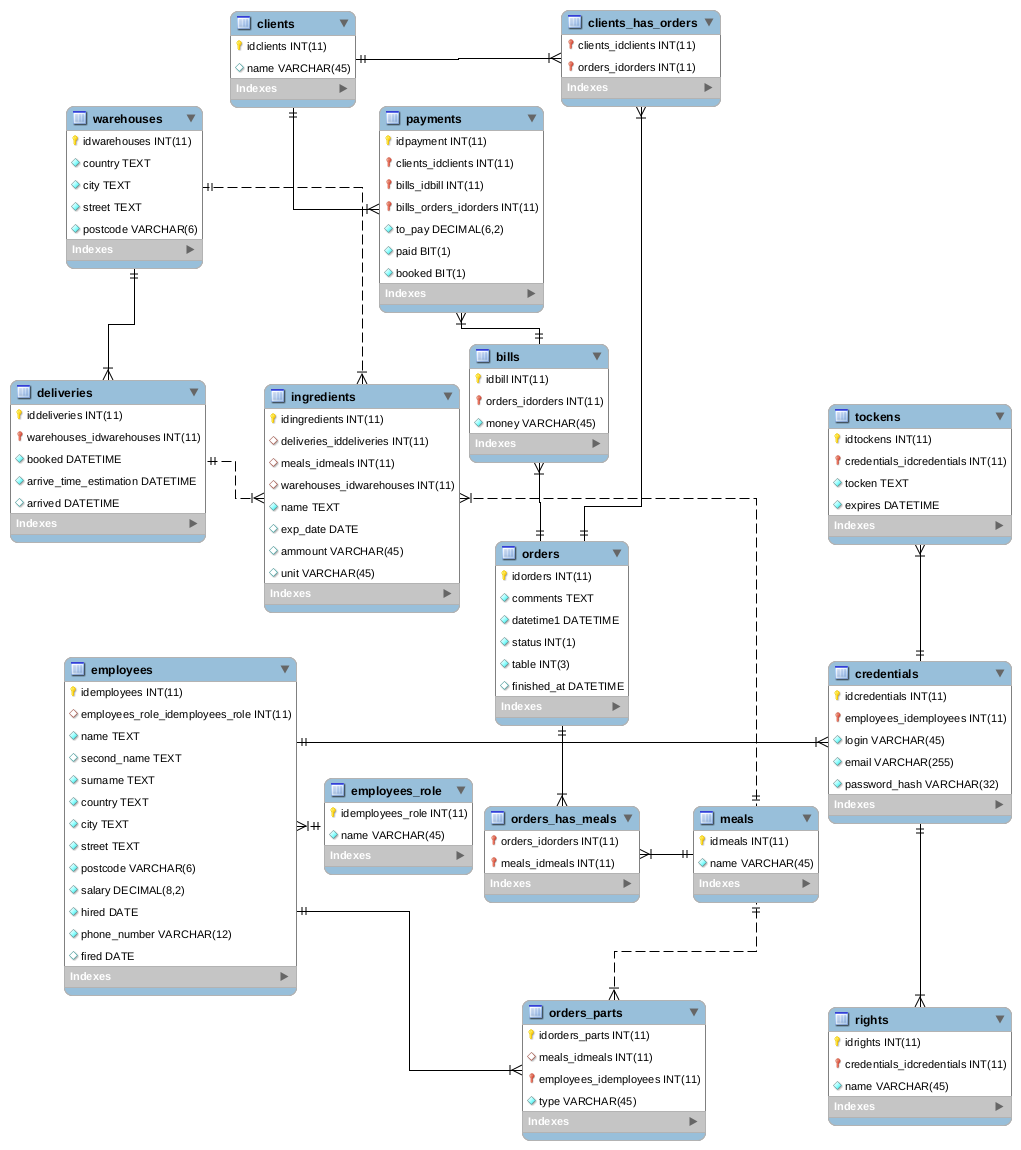 clients
idclients INT(11)
name VARCHAR(45)
Indexes
clients_has_orders
clients_idclients INT(11)
orders_idorders INT(11)
Indexes
warehouses
idwarehouses INT(11)
country TEXT
city TEXT
street TEXT
postcode VARCHAR(6)
Indexes
payments
idpayment INT(11)
clients_idclients INT(11)
bills_idbill INT(11)
bills_orders_idorders INT(11)
to_pay DECIMAL(6,2)
paid BIT(1)
booked BIT(1)
Indexes
bills
idbill INT(11)
orders_idorders INT(11)
money VARCHAR(45)
Indexes
deliveries
iddeliveries INT(11)
warehouses_idwarehouses INT(11)
booked DATETIME
arrive_time_estimation DATETIME
arrived DATETIME
Indexes
ingredients
idingredients INT(11)
deliveries_iddeliveries INT(11)
meals_idmeals INT(11)
warehouses_idwarehouses INT(11)
name TEXT
exp_date DATE
ammount VARCHAR(45)
unit VARCHAR(45)
Indexes
tockens
idtockens INT(11)
credentials_idcredentials INT(11)
tocken TEXT
expires DATETIME
Indexes
orders
idorders INT(11)
comments TEXT
datetime1 DATETIME
status INT(1)
table INT(3)
finished_at DATETIME
Indexes
employees
idemployees INT(11)
employees_role_idemployees_role INT(11)
name TEXT
second_name TEXT
surname TEXT
country TEXT
city TEXT
street TEXT
postcode VARCHAR(6)
salary DECIMAL(8,2)
hired DATE
phone_number VARCHAR(12)
fired DATE
Indexes
credentials
idcredentials INT(11)
employees_idemployees INT(11)
login VARCHAR(45)
email VARCHAR(255)
password_hash VARCHAR(32)
Indexes
employees_role
idemployees_role INT(11)
name VARCHAR(45)
Indexes
orders_has_meals
orders_idorders INT(11)
meals_idmeals INT(11)
Indexes
meals
idmeals INT(11)
name VARCHAR(45)
Indexes
orders_parts
idorders_parts INT(11)
meals_idmeals INT(11)
employees_idemployees INT(11)
type VARCHAR(45)
Indexes
rights
idrights INT(11)
credentials_idcredentials INT(11)
name VARCHAR(45)
Indexes